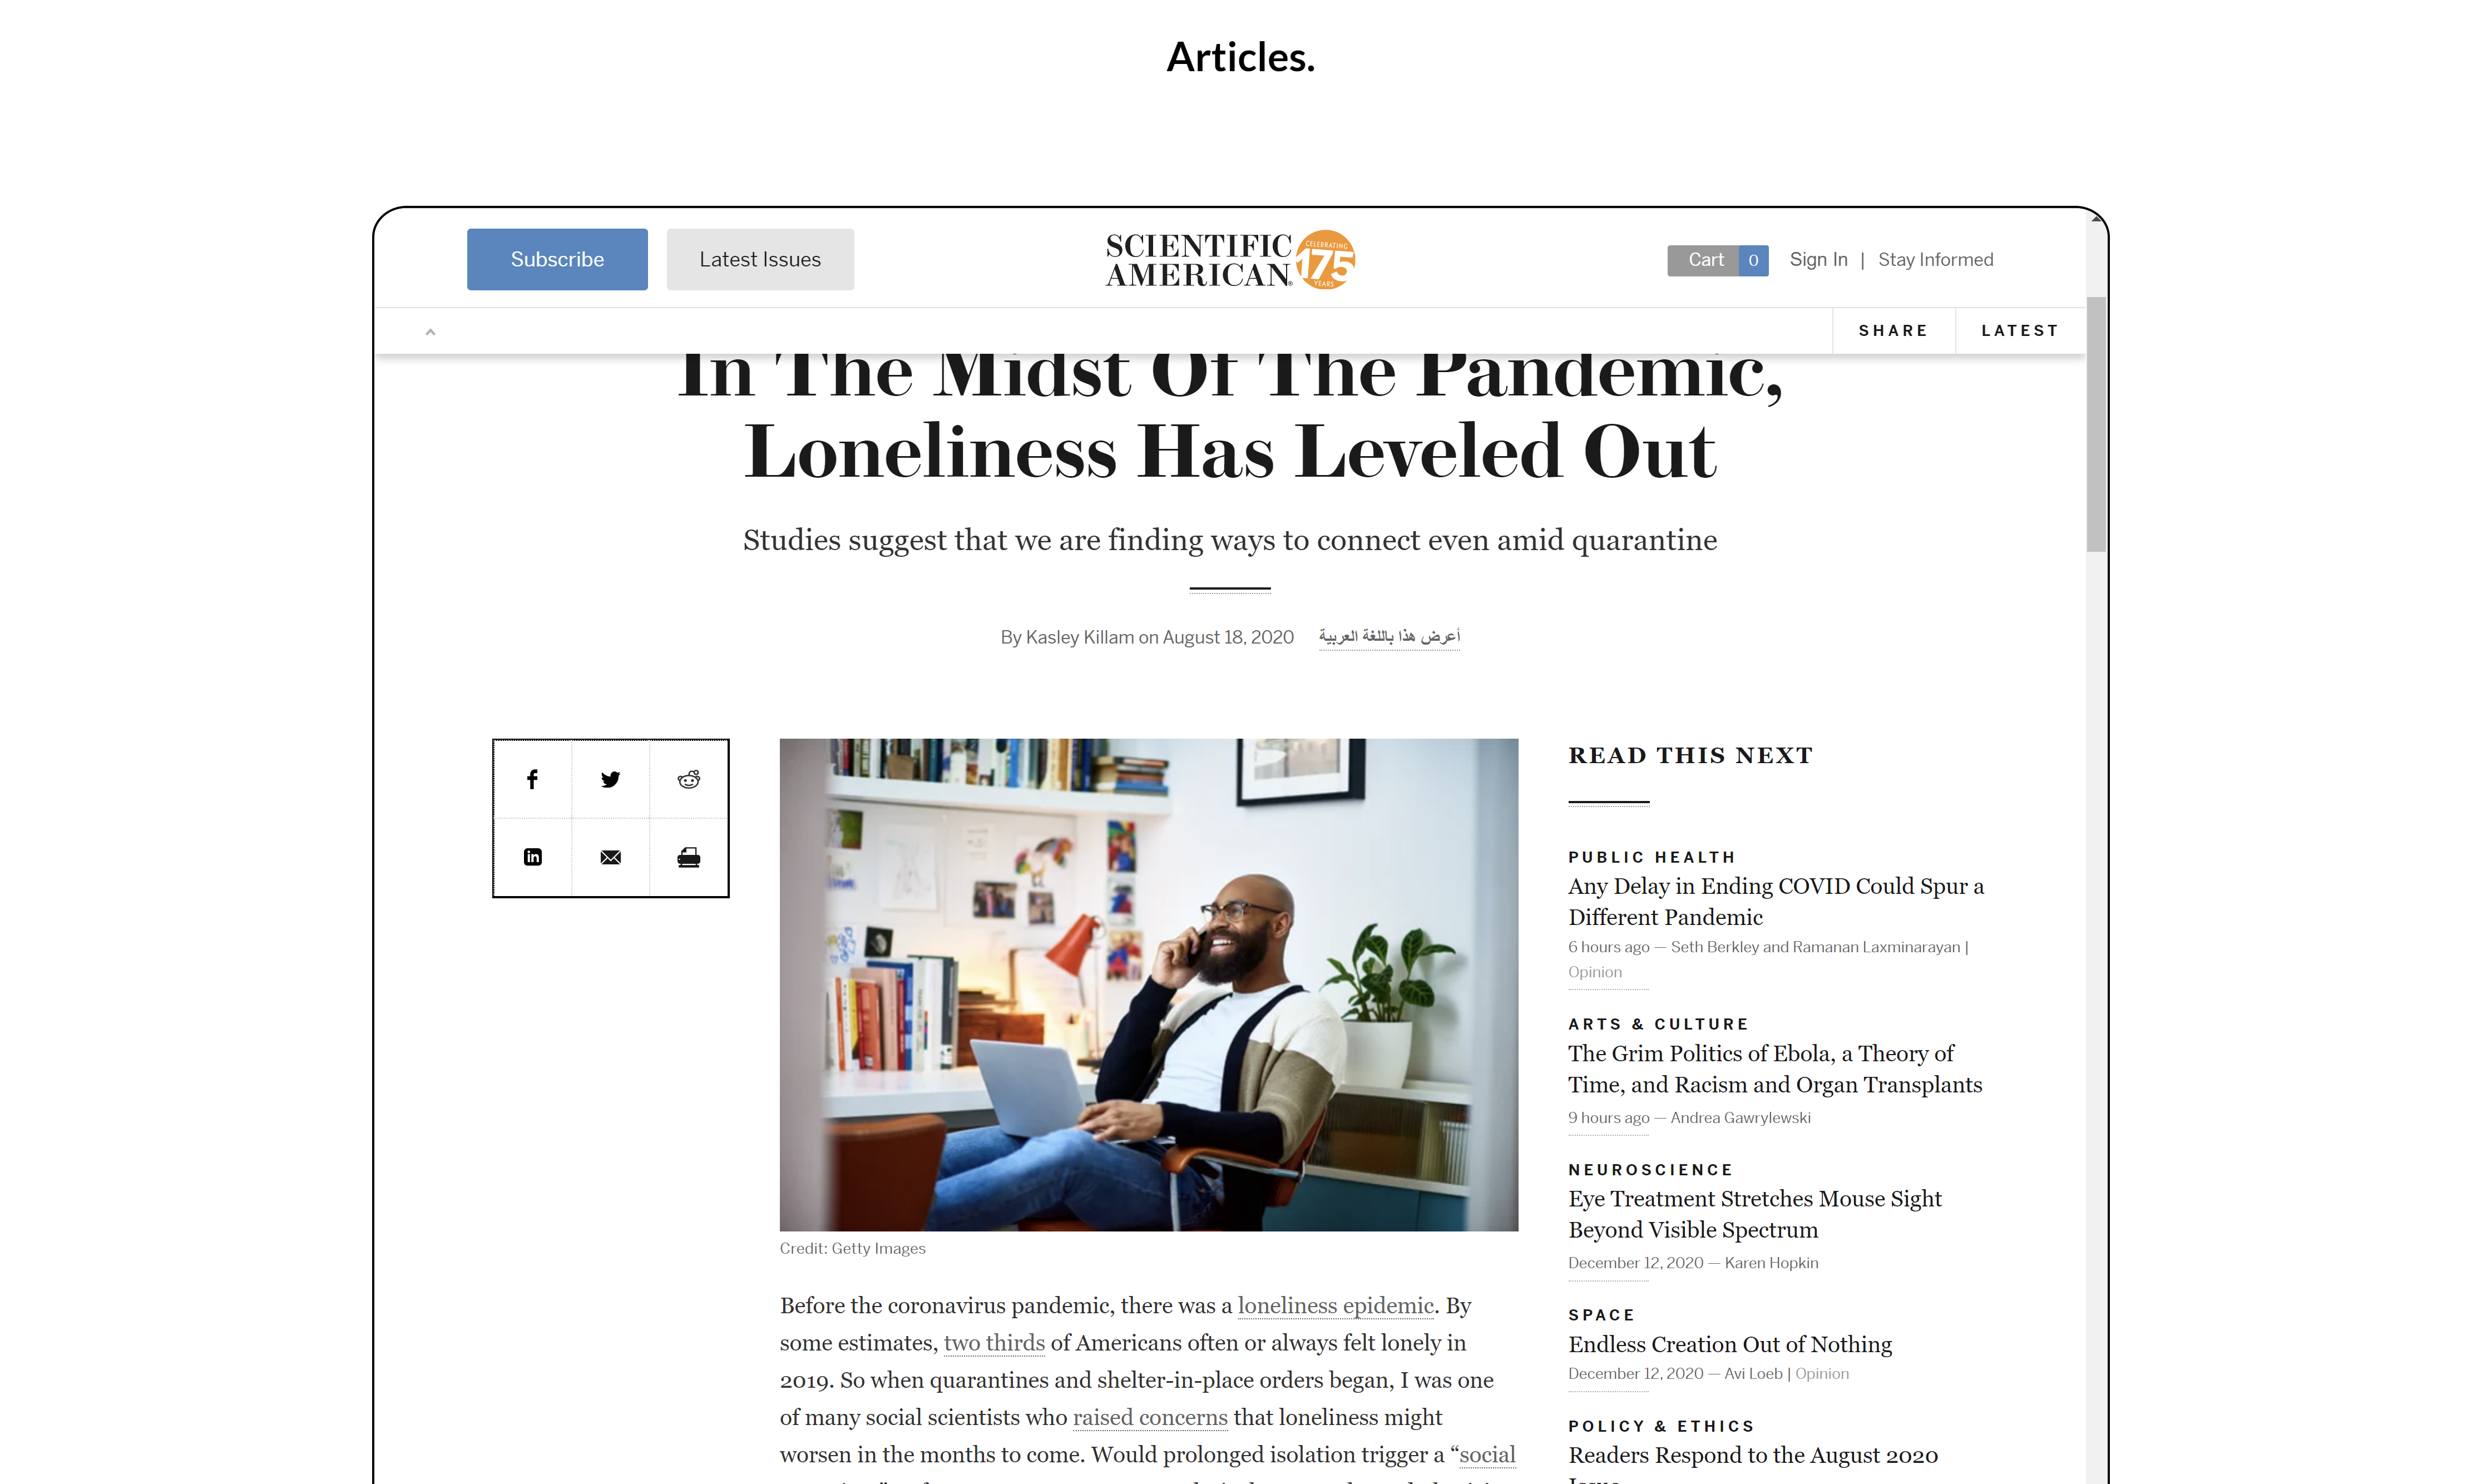 Articles.
Subscribe
Latest Issues
SCIENTIFIC
AMERICAN®
CELEBRATING
175
YEARS
Cart 0
Sign In | Stay Informed
SHARE
LATEST
In The Midst Of The Pandemic,
Loneliness Has Leveled Out
Studies suggest that we are finding ways to connect even amid quarantine
By Kasley Killam on August 18, 2020
أعرض هذا باللغة العربية
Credit: Getty Images
Before the coronavirus pandemic, there was a loneliness epidemic. By
some estimates, two thirds of Americans often or always felt lonely in
2019. So when quarantines and shelter-in-place orders began, I was one
of many social scientists who raised concerns that loneliness might
worsen in the months to come. Would prolonged isolation trigger a “social
READ THIS NEXT
PUBLIC HEALTH
Any Delay in Ending COVID Could Spur a
Different Pandemic
6 hours ago — Seth Berkley and Ramanan Laxminarayan |
Opinion
ARTS & CULTURE
The Grim Politics of Ebola, a Theory of
Time, and Racism and Organ Transplants
9 hours ago — Andrea Gawrylewski
NEUROSCIENCE
Eye Treatment Stretches Mouse Sight
Beyond Visible Spectrum
December 12, 2020 — Karen Hopkin
SPACE
Endless Creation Out of Nothing
December 12, 2020 — Avi Loeb | Opinion
POLICY & ETHICS
Readers Respond to the August 2020